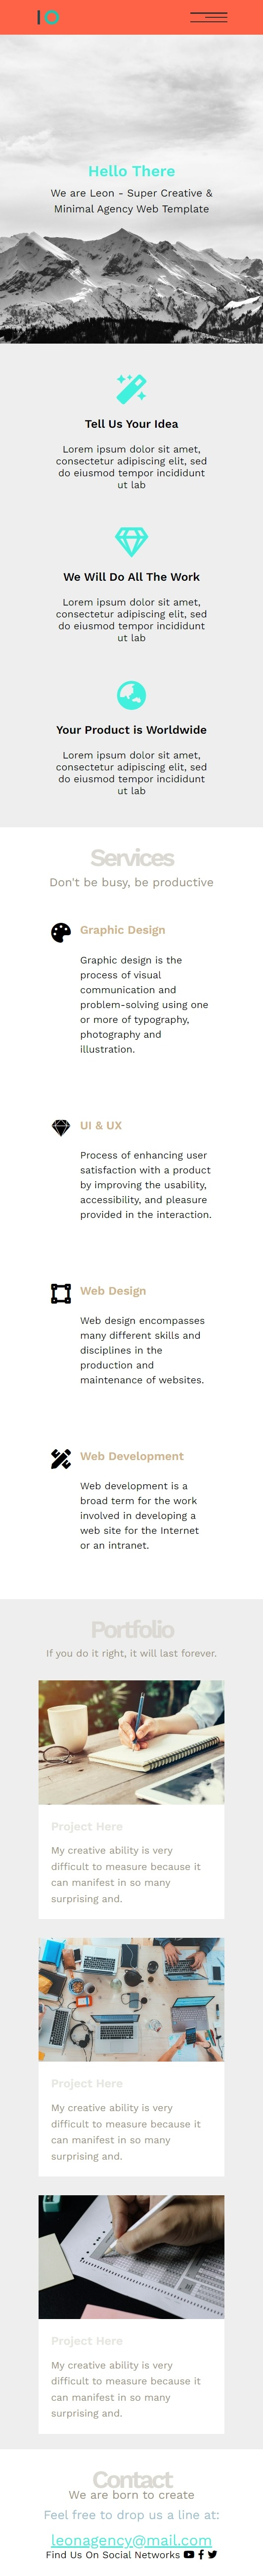 IO
Hello There
We are Leon - Super Creative &
Minimal Agency Web Template
Tell Us Your Idea
Lorem ipsum dolor sit amet,
consectetur adipiscing elit, sed
do eiusmod tempor incididunt
ut lab
We Will Do All The Work
Lorem ipsum dolor sit amet,
consectetur adipiscing elit, sed
do eiusmod tempor incididunt
ut lab
Your Product is Worldwide
Lorem ipsum dolor sit amet,
consectetur adipiscing elit, sed
do eiusmod tempor incididunt
ut lab
Services
Don't be busy, be productive
Graphic Design
Graphic design is the
process of visual
communication and
problem-solving using one
or more of typography,
photography and
illustration.
UI & UX
Process of enhancing user
satisfaction with a product
by improving the usability,
accessibility, and pleasure
provided in the interaction.
Web Design
Web design encompasses
many different skills and
disciplines in the
production and
maintenance of websites.
Web Development
Web development is a
broad term for the work
involved in developing a
web site for the Internet
or an intranet.
Portfolio
If you do it right, it will last forever.
Project Here
My creative ability is very
difficult to measure because it
can manifest in so many
surprising and.
Project Here
My creative ability is very
difficult to measure because it
can manifest in so many
surprising and.
Project Here
My creative ability is very
difficult to measure because it
can manifest in so many
surprising and.
Contact
We are born to create
Feel free to drop us a line at:
leonagency@mail.com
Find Us On Social Networks